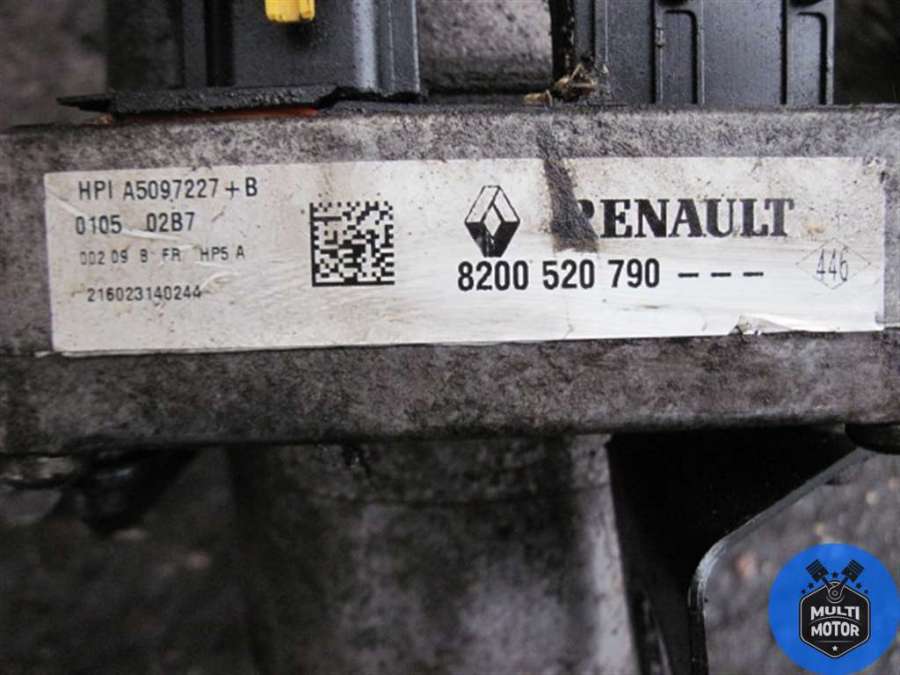 HPI A5097227+B
0105 02B7
002 09 B FR HP5 A
216023140244
RENAULT
8200 520 790 ---
446
MULTI
MOTOR